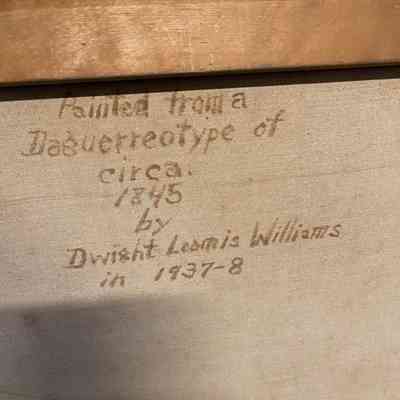 Painted from a
Daguerreotype of
circa.
1845
by
Dwight Loomis Williams
in 1937-8